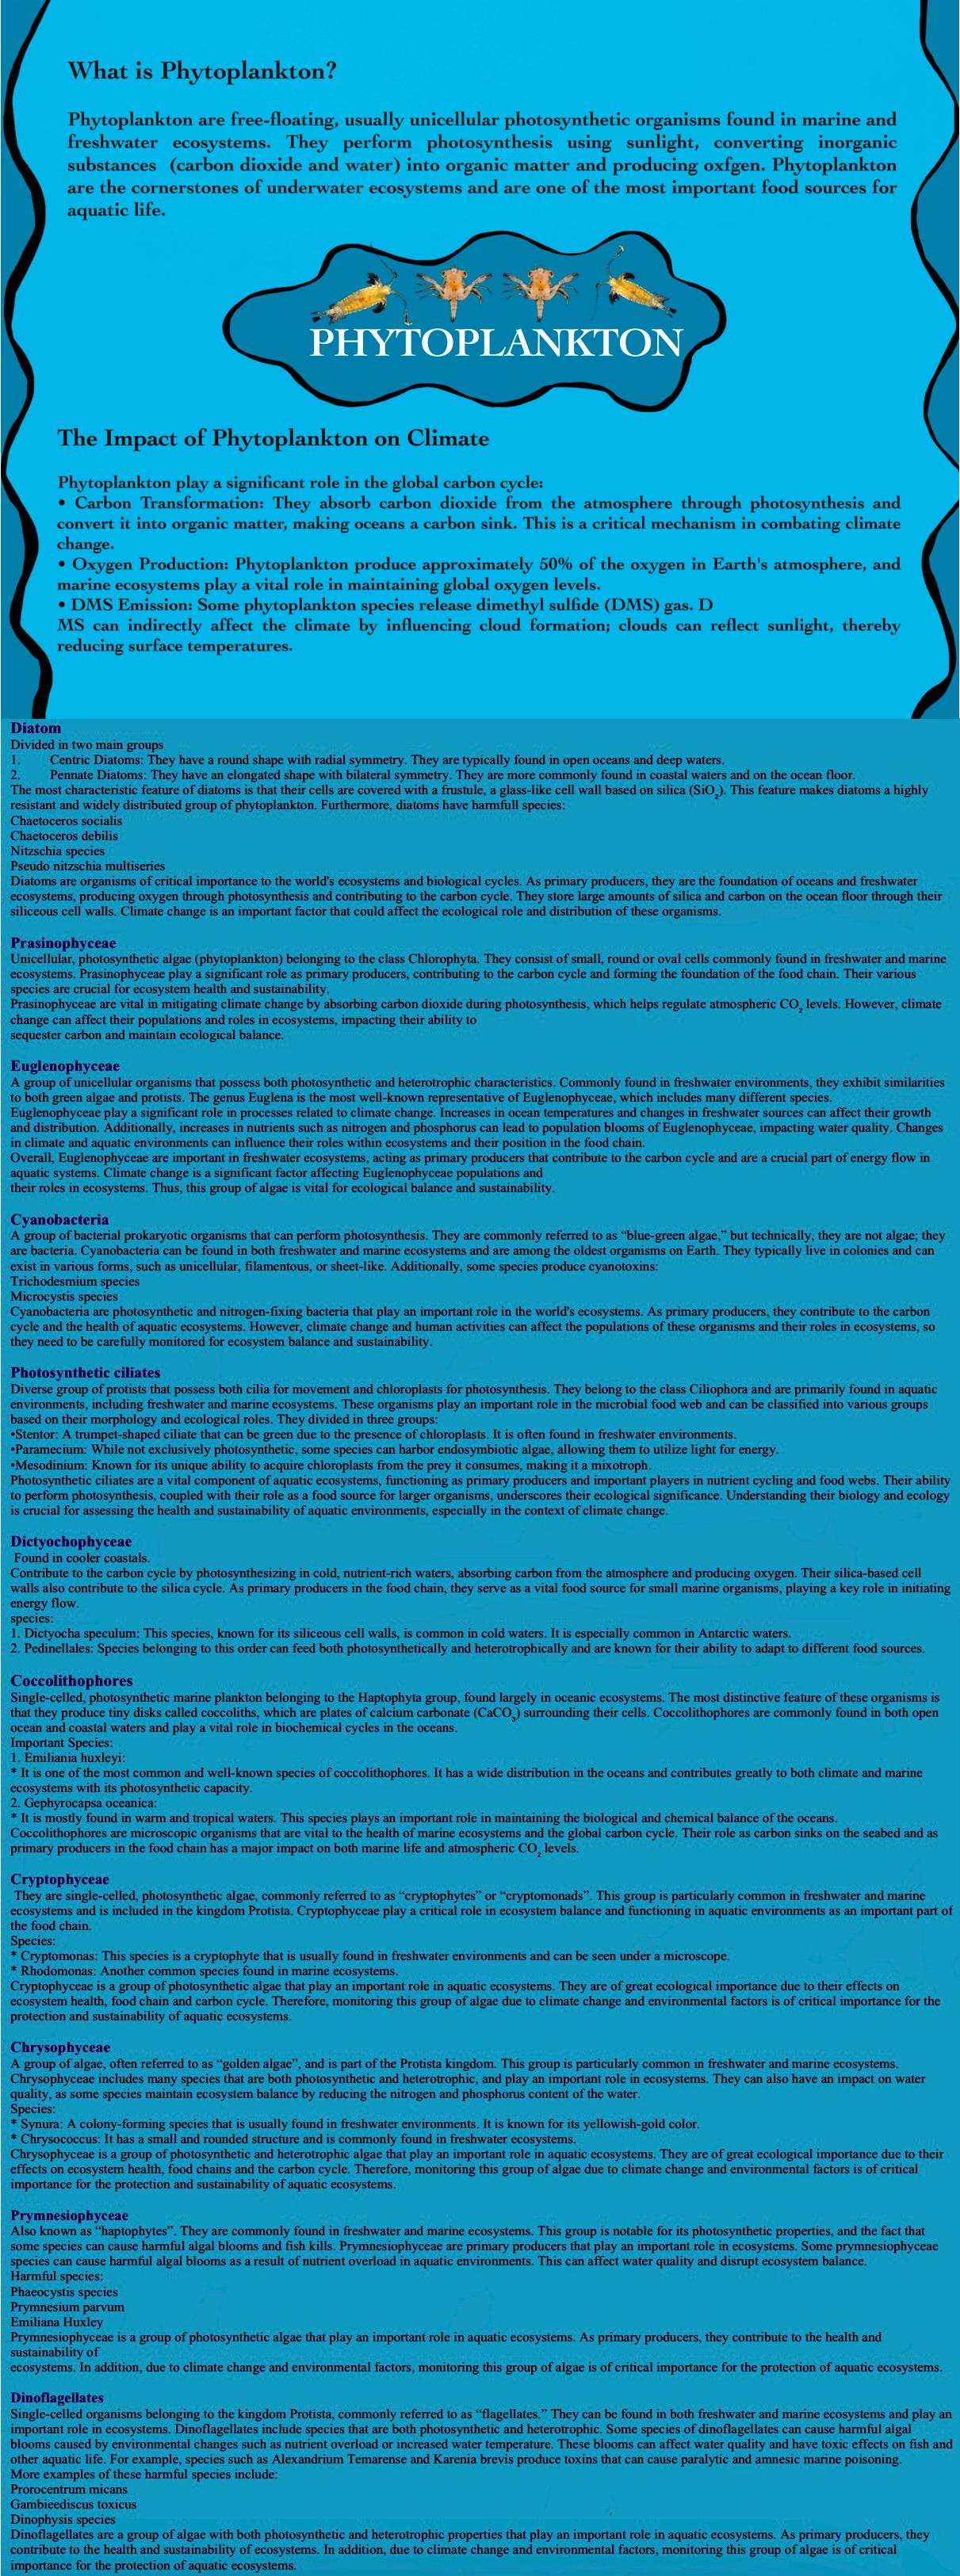 What is Phytoplankton?
Phytoplankton are free-floating, usually unicellular photosynthetic organisms found in marine and
freshwater ecosystems. They perform photosynthesis using sunlight, converting inorganic
substances (carbon dioxide and water) into organic matter and producing oxfgen. Phytoplankton
are the cornerstones of underwater ecosystems and are one of the most important food sources for
aquatic life.
PHYTOPLANKTON
The Impact of Phytoplankton on Climate
Phytoplankton play a significant role in the global carbon cycle:
• Carbon Transformation: They absorb carbon dioxide from the atmosphere through photosynthesis and
convert it into organic matter, making oceans a carbon sink. This is a critical mechanism in combating climate
change.
• Oxygen Production: Phytoplankton produce approximately 50% of the oxygen in Earth's atmosphere, and
marine ecosystems play a vital role in maintaining global oxygen levels.
• DMS Emission: Some phytoplankton species release dimethyl sulfide (DMS) gas. D
MS can indirectly affect the climate by influencing cloud formation; clouds can reflect sunlight, thereby
reducing surface temperatures.
Diatom
Divided in two main groups
1. Centric Diatoms: They have a round shape with radial symmetry. They are typically found in open oceans and deep waters.
2. Pennate Diatoms: They have an elongated shape with bilateral symmetry. They are more commonly found in coastal waters and on the ocean floor.
The most characteristic feature of diatoms is that their cells are covered with a frustule, a glass-like cell wall based on silica (SiO₂). This feature makes diatoms a highly
resistant and widely distributed group of phytoplankton. Furthermore, diatoms have harmfull species:
Chaetoceros socialis
Chaetoceros debilis
Nitzschia species
Pseudo nitzschia multiseries
Diatoms are organisms of critical importance to the world's ecosystems and biological cycles. As primary producers, they are the foundation of oceans and freshwater
ecosystems, producing oxygen through photosynthesis and contributing to the carbon cycle. They store large amounts of silica and carbon on the ocean floor through their
siliceous cell walls. Climate change is an important factor that could affect the ecological role and distribution of these organisms.
Prasinophyceae
Unicellular, photosynthetic algae (phytoplankton) belonging to the class Chlorophyta. They consist of small, round or oval cells commonly found in freshwater and marine
ecosystems. Prasinophyceae play a significant role as primary producers, contributing to the carbon cycle and forming the foundation of the food chain. Their various
species are crucial for ecosystem health and sustainability.
Prasinophyceae are vital in mitigating climate change by absorbing carbon dioxide during photosynthesis, which helps regulate atmospheric CO₂ levels. However, climate
change can affect their populations and roles in ecosystems, impacting their ability to
sequester carbon and maintain ecological balance.
Euglenophyceae
A group of unicellular organisms that possess both photosynthetic and heterotrophic characteristics. Commonly found in freshwater environments, they exhibit similarities
to both green algae and protists. The genus Euglena is the most well-known representative of Euglenophyceae, which includes many different species.
Euglenophyceae play a significant role in processes related to climate change. Increases in ocean temperatures and changes in freshwater sources can affect their growth
and distribution. Additionally, increases in nutrients such as nitrogen and phosphorus can lead to population blooms of Euglenophyceae, impacting water quality. Changes
in climate and aquatic environments can influence their roles within ecosystems and their position in the food chain.
Overall, Euglenophyceae are important in freshwater ecosystems, acting as primary producers that contribute to the carbon cycle and are a crucial part of energy flow in
aquatic systems. Climate change is a significant factor affecting Euglenophyceae populations and
their roles in ecosystems. Thus, this group of algae is vital for ecological balance and sustainability.
Cyanobacteria
A group of bacterial prokaryotic organisms that can perform photosynthesis. They are commonly referred to as “blue-green algae,” but technically, they are not algae; they
are bacteria. Cyanobacteria can be found in both freshwater and marine ecosystems and are among the oldest organisms on Earth. They typically live in colonies and can
exist in various forms, such as unicellular, filamentous, or sheet-like. Additionally, some species produce cyanotoxins:
Trichodesmium species
Microcystis species
Cyanobacteria are photosynthetic and nitrogen-fixing bacteria that play an important role in the world's ecosystems. As primary producers, they contribute to the carbon
cycle and the health of aquatic ecosystems. However, climate change and human activities can affect the populations of these organisms and their roles in ecosystems, so
they need to be carefully monitored for ecosystem balance and sustainability.
Photosynthetic ciliates
Diverse group of protists that possess both cilia for movement and chloroplasts for photosynthesis. They belong to the class Ciliophora and are primarily found in aquatic
environments, including freshwater and marine ecosystems. These organisms play an important role in the microbial food web and can be classified into various groups
based on their morphology and ecological roles. They divided in three groups:
•Stentor: A trumpet-shaped ciliate that can be green due to the presence of chloroplasts. It is often found in freshwater environments.
•Paramecium: While not exclusively photosynthetic, some species can harbor endosymbiotic algae, allowing them to utilize light for energy.
•Mesodinium: Known for its unique ability to acquire chloroplasts from the prey it consumes, making it a mixotroph.
Photosynthetic ciliates are a vital component of aquatic ecosystems, functioning as primary producers and important players in nutrient cycling and food webs. Their ability
to perform photosynthesis, coupled with their role as a food source for larger organisms, underscores their ecological significance. Understanding their biology and ecology
is crucial for assessing the health and sustainability of aquatic environments, especially in the context of climate change.
Dictyochophyceae
Found in cooler coastals.
Contribute to the carbon cycle by photosynthesizing in cold, nutrient-rich waters, absorbing carbon from the atmosphere and producing oxygen. Their silica-based cell
walls also contribute to the silica cycle. As primary producers in the food chain, they serve as a vital food source for small marine organisms, playing a key role in initiating
energy flow.
species:
1. Dictyocha speculum: This species, known for its siliceous cell walls, is common in cold waters. It is especially common in Antarctic waters.
2. Pedinellales: Species belonging to this order can feed both photosynthetically and heterotrophically and are known for their ability to adapt to different food sources.
Coccolithophores
Single-celled, photosynthetic marine plankton belonging to the Haptophyta group, found largely in oceanic ecosystems. The most distinctive feature of these organisms is
that they produce tiny disks called coccoliths, which are plates of calcium carbonate (CaCO₃) surrounding their cells. Coccolithophores are commonly found in both open
ocean and coastal waters and play a vital role in biochemical cycles in the oceans.
Important Species:
1. Emiliania huxleyi:
* It is one of the most common and well-known species of coccolithophores. It has a wide distribution in the oceans and contributes greatly to both climate and marine
ecosystems with its photosynthetic capacity.
2. Gephyrocapsa oceanica:
* It is mostly found in warm and tropical waters. This species plays an important role in maintaining the biological and chemical balance of the oceans.
Coccolithophores are microscopic organisms that are vital to the health of marine ecosystems and the global carbon cycle. Their role as carbon sinks on the seabed and as
primary producers in the food chain has a major impact on both marine life and atmospheric CO₂ levels.
Cryptophyceae
They are single-celled, photosynthetic algae, commonly referred to as “cryptophytes” or “cryptomonads”. This group is particularly common in freshwater and marine
ecosystems and is included in the kingdom Protista. Cryptophyceae play a critical role in ecosystem balance and functioning in aquatic environments as an important part of
the food chain.
Species:
* Cryptomonas: This species is a cryptophyte that is usually found in freshwater environments and can be seen under a microscope.
* Rhodomonas: Another common species found in marine ecosystems.
Cryptophyceae is a group of photosynthetic algae that play an important role in aquatic ecosystems. They are of great ecological importance due to their effects on
ecosystem health, food chain and carbon cycle. Therefore, monitoring this group of algae due to climate change and environmental factors is of critical importance for the
protection and sustainability of aquatic ecosystems.
Chrysophyceae
A group of algae, often referred to as “golden algae”, and is part of the Protista kingdom. This group is particularly common in freshwater and marine ecosystems.
Chrysophyceae includes many species that are both photosynthetic and heterotrophic, and play an important role in ecosystems. They can also have an impact on water
quality, as some species maintain ecosystem balance by reducing the nitrogen and phosphorus content of the water.
Species:
* Synura: A colony-forming species that is usually found in freshwater environments. It is known for its yellowish-gold color.
* Chrysococcus: It has a small and rounded structure and is commonly found in freshwater ecosystems.
Chrysophyceae is a group of photosynthetic and heterotrophic algae that play an important role in aquatic ecosystems. They are of great ecological importance due to their
effects on ecosystem health, food chains and the carbon cycle. Therefore, monitoring this group of algae due to climate change and environmental factors is of critical
importance for the protection and sustainability of aquatic ecosystems.
Prymnesiophyceae
Also known as “haptophytes”. They are commonly found in freshwater and marine ecosystems. This group is notable for its photosynthetic properties, and the fact that
some species can cause harmful algal blooms and fish kills. Prymnesiophyceae are primary producers that play an important role in ecosystems. Some prymnesiophyceae
species can cause harmful algal blooms as a result of nutrient overload in aquatic environments. This can affect water quality and disrupt ecosystem balance.
Harmful species:
Phaeocystis species
Prymnesium parvum
Emiliana Huxley
Prymnesiophyceae is a group of photosynthetic algae that play an important role in aquatic ecosystems. As primary producers, they contribute to the health and
sustainability of
ecosystems. In addition, due to climate change and environmental factors, monitoring this group of algae is of critical importance for the protection of aquatic ecosystems.
Dinoflagellates
Single-celled organisms belonging to the kingdom Protista, commonly referred to as “flagellates.” They can be found in both freshwater and marine ecosystems and play an
important role in ecosystems. Dinoflagellates include species that are both photosynthetic and heterotrophic. Some species of dinoflagellates can cause harmful algal
blooms caused by environmental changes such as nutrient overload or increased water temperature. These blooms can affect water quality and have toxic effects on fish and
other aquatic life. For example, species such as Alexandrium Temarense and Karenia brevis produce toxins that can cause paralytic and amnesic marine poisoning.
More examples of these harmful species include:
Prorocentrum micans
Gambieediscus toxicus
Dinophysis species
Dinoflagellates are a group of algae with both photosynthetic and heterotrophic properties that play an important role in aquatic ecosystems. As primary producers, they
contribute to the health and sustainability of ecosystems. In addition, due to climate change and environmental factors, monitoring this group of algae is of critical
importance for the protection of aquatic ecosystems.